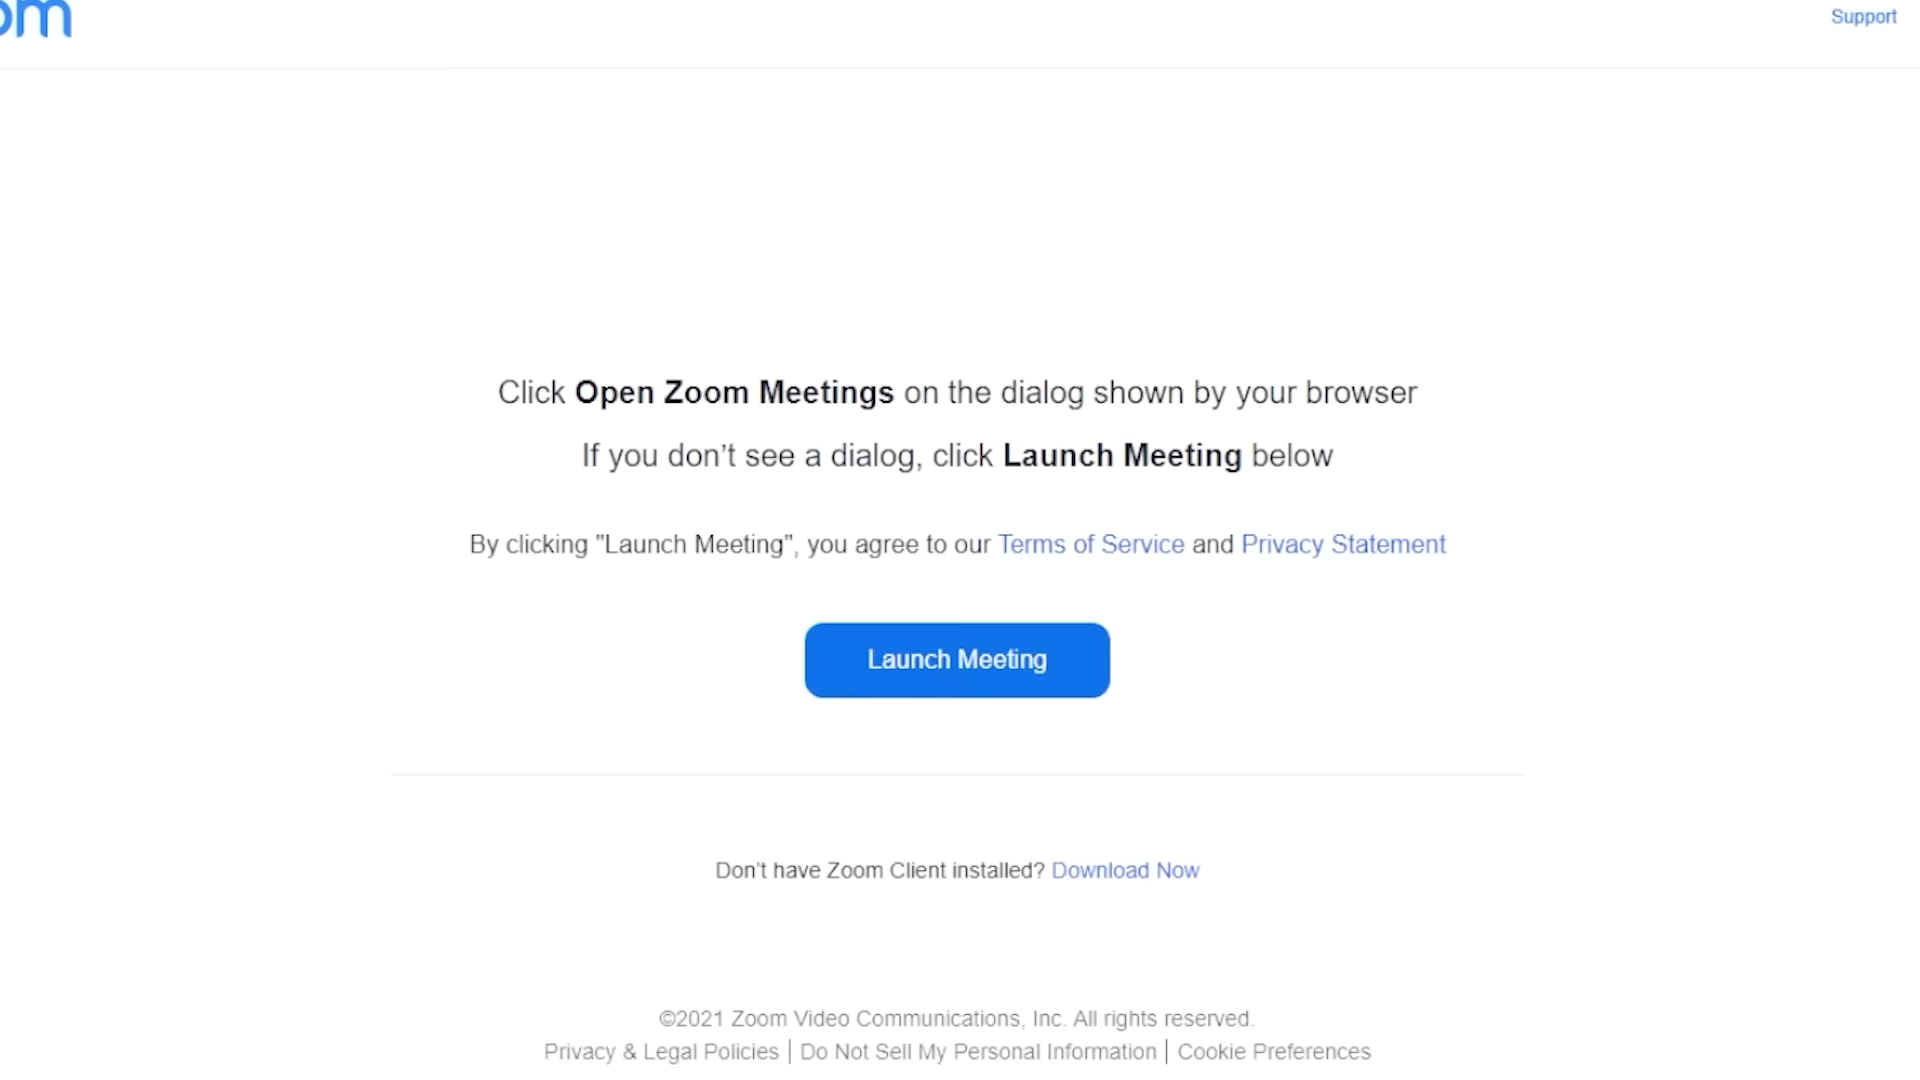 om
Support
Click Open Zoom Meetings on the dialog shown by your browser
If you don’t see a dialog, click Launch Meeting below
By clicking "Launch Meeting", you agree to our Terms of Service and Privacy Statement
Launch Meeting
Don’t have Zoom Client installed? Download Now
©2021 Zoom Video Communications, Inc. All rights reserved.
Privacy & Legal Policies | Do Not Sell My Personal Information | Cookie Preferences